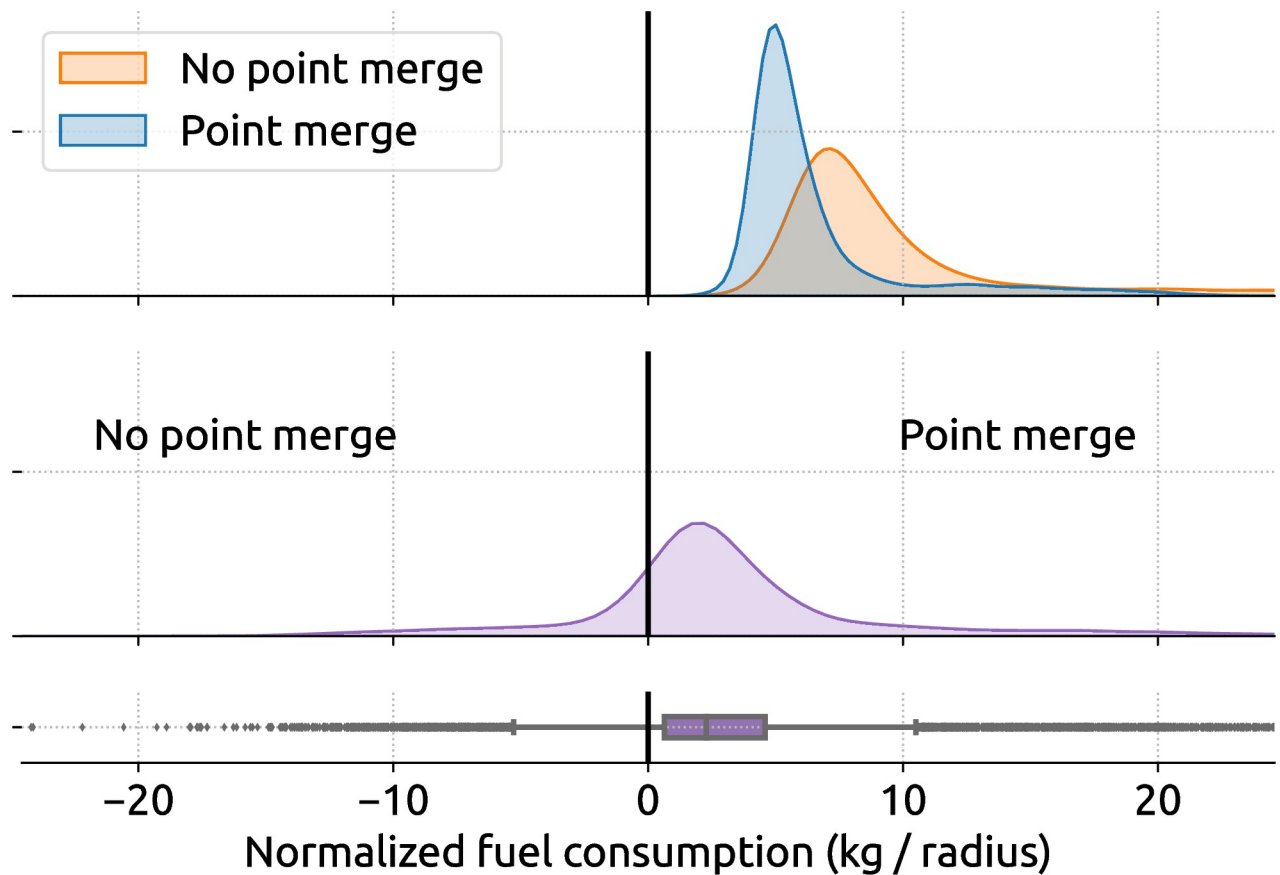 No point merge
Point merge
No point merge
Point merge
−20
−10
0
10
20
Normalized fuel consumption (kg / radius)